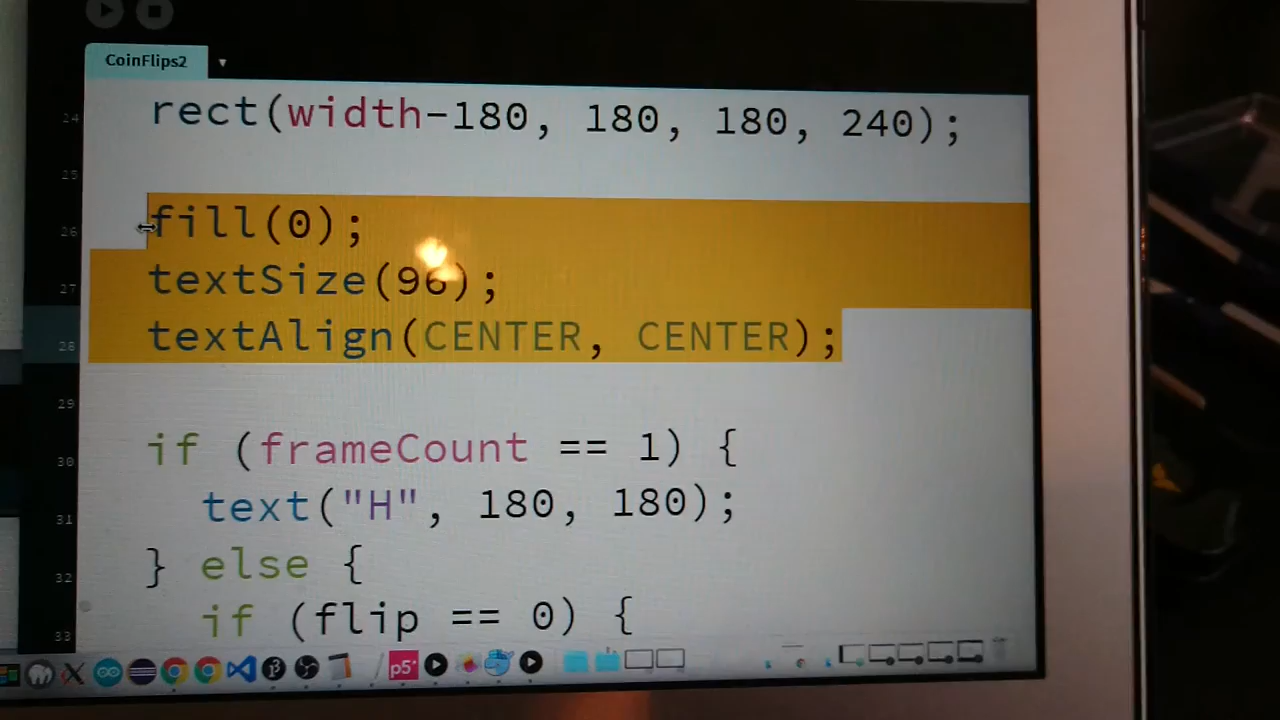 CoinFlips2
24 rect(width-180, 180, 180, 240);
25
26 fill(0);
27 textSize(96);
28 textAlign(CENTER, CENTER);
29
30 if (frameCount == 1) {
31 text("H", 180, 180);
32 } else {
33 if (flip == 0) {
p5*